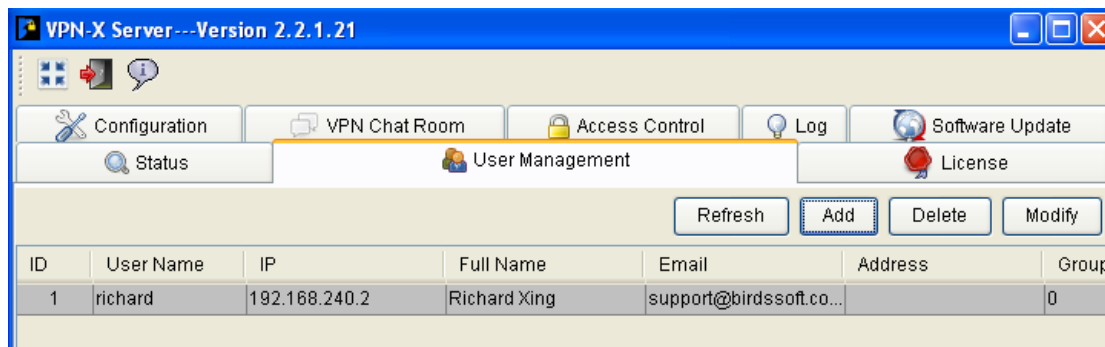 VPN-X Server---Version 2.2.1.21
Configuration VPN Chat Room Access Control Log Software Update
Status User Management License
Refresh Add Delete Modify
ID User Name IP Full Name Email Address Group
1 richard 192.168.240.2 Richard Xing support@birdssoft.co... 0